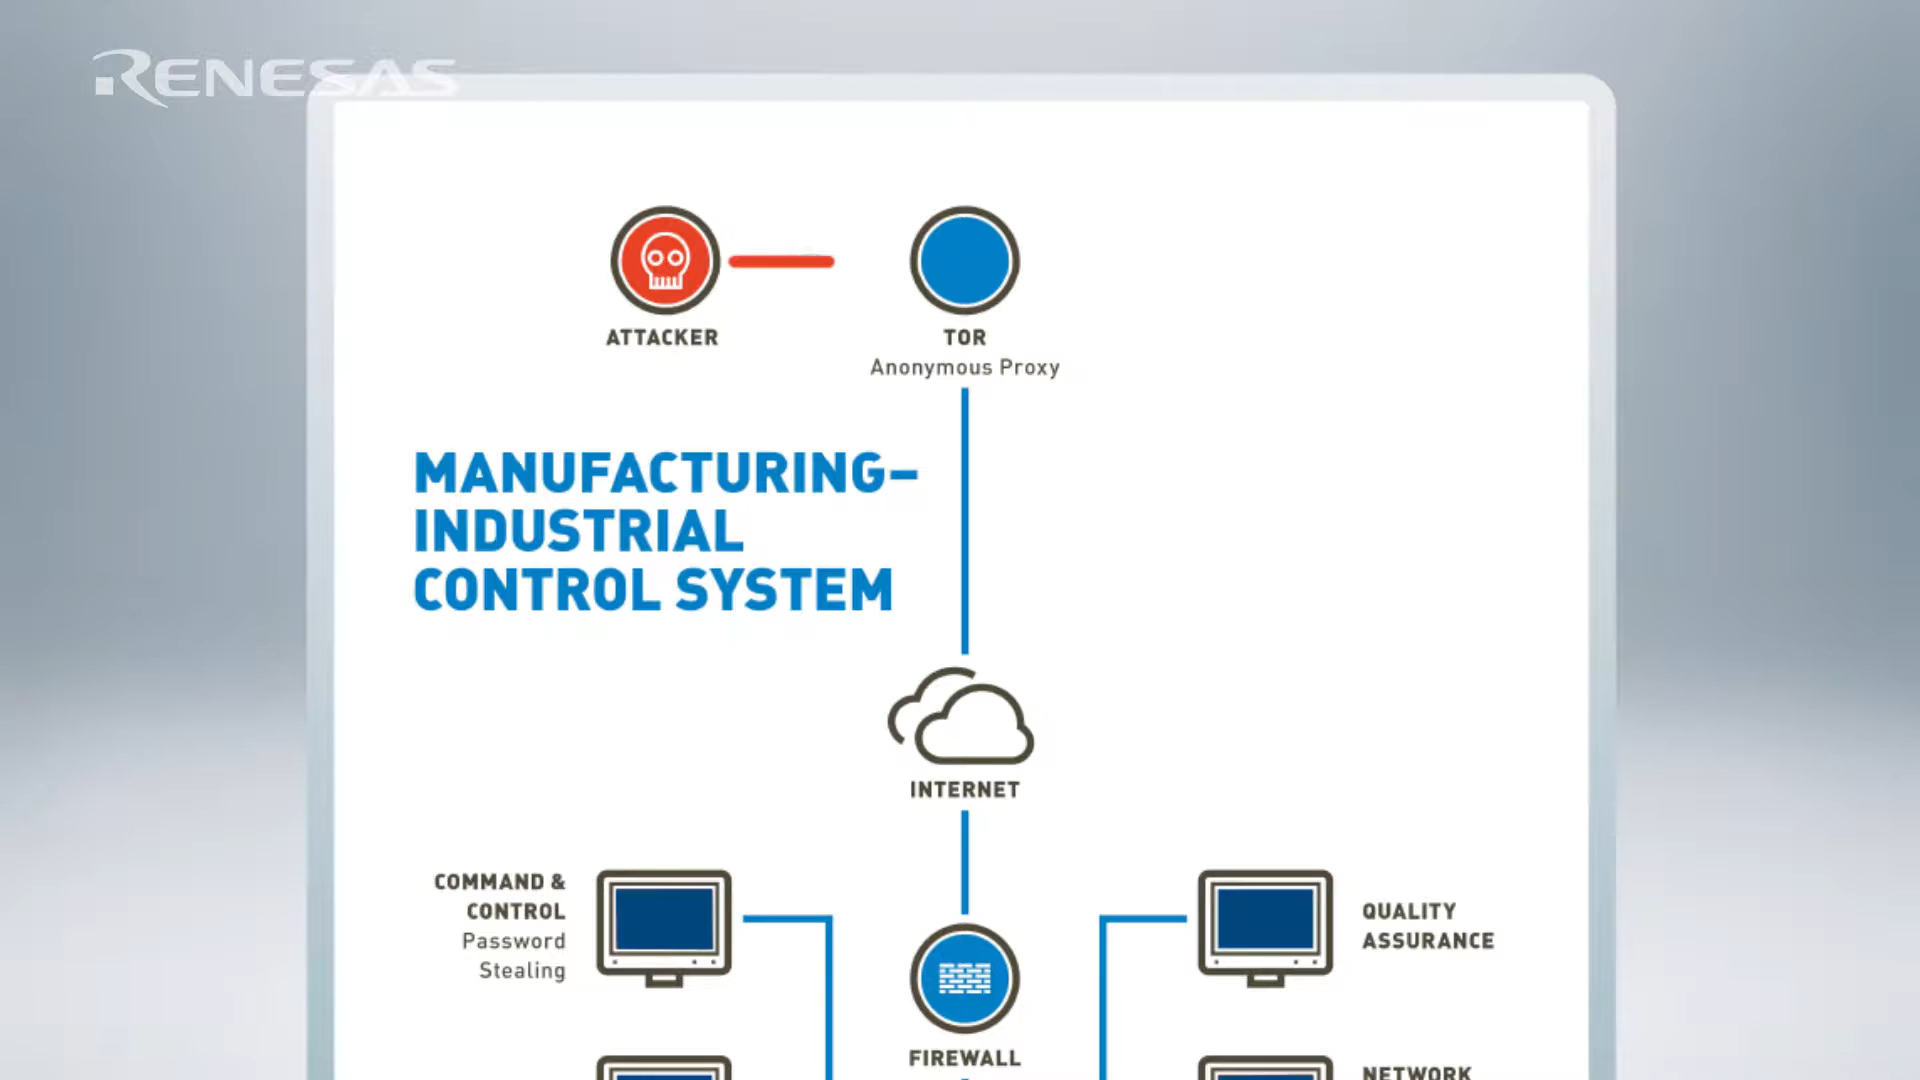 RENESAS
ATTACKER
TOR
Anonymous Proxy
MANUFACTURING–
INDUSTRIAL
CONTROL SYSTEM
INTERNET
COMMAND &
CONTROL
Password
Stealing
QUALITY
ASSURANCE
FIREWALL
NETWORK